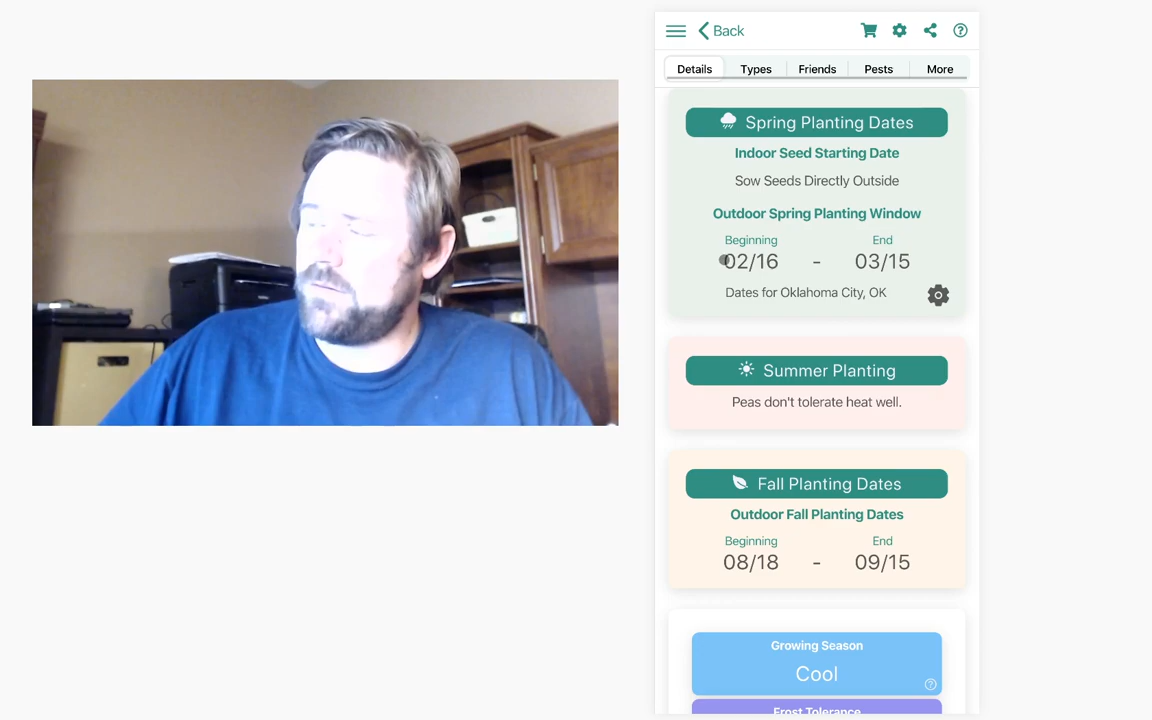 Back
Details Types Friends Pests More
Spring Planting Dates
Indoor Seed Starting Date
Sow Seeds Directly Outside
Outdoor Spring Planting Window
Beginning End
02/16 - 03/15
Dates for Oklahoma City, OK
Summer Planting
Peas don't tolerate heat well.
Fall Planting Dates
Outdoor Fall Planting Dates
Beginning End
08/18 - 09/15
Growing Season
Cool
Frost Tolerance